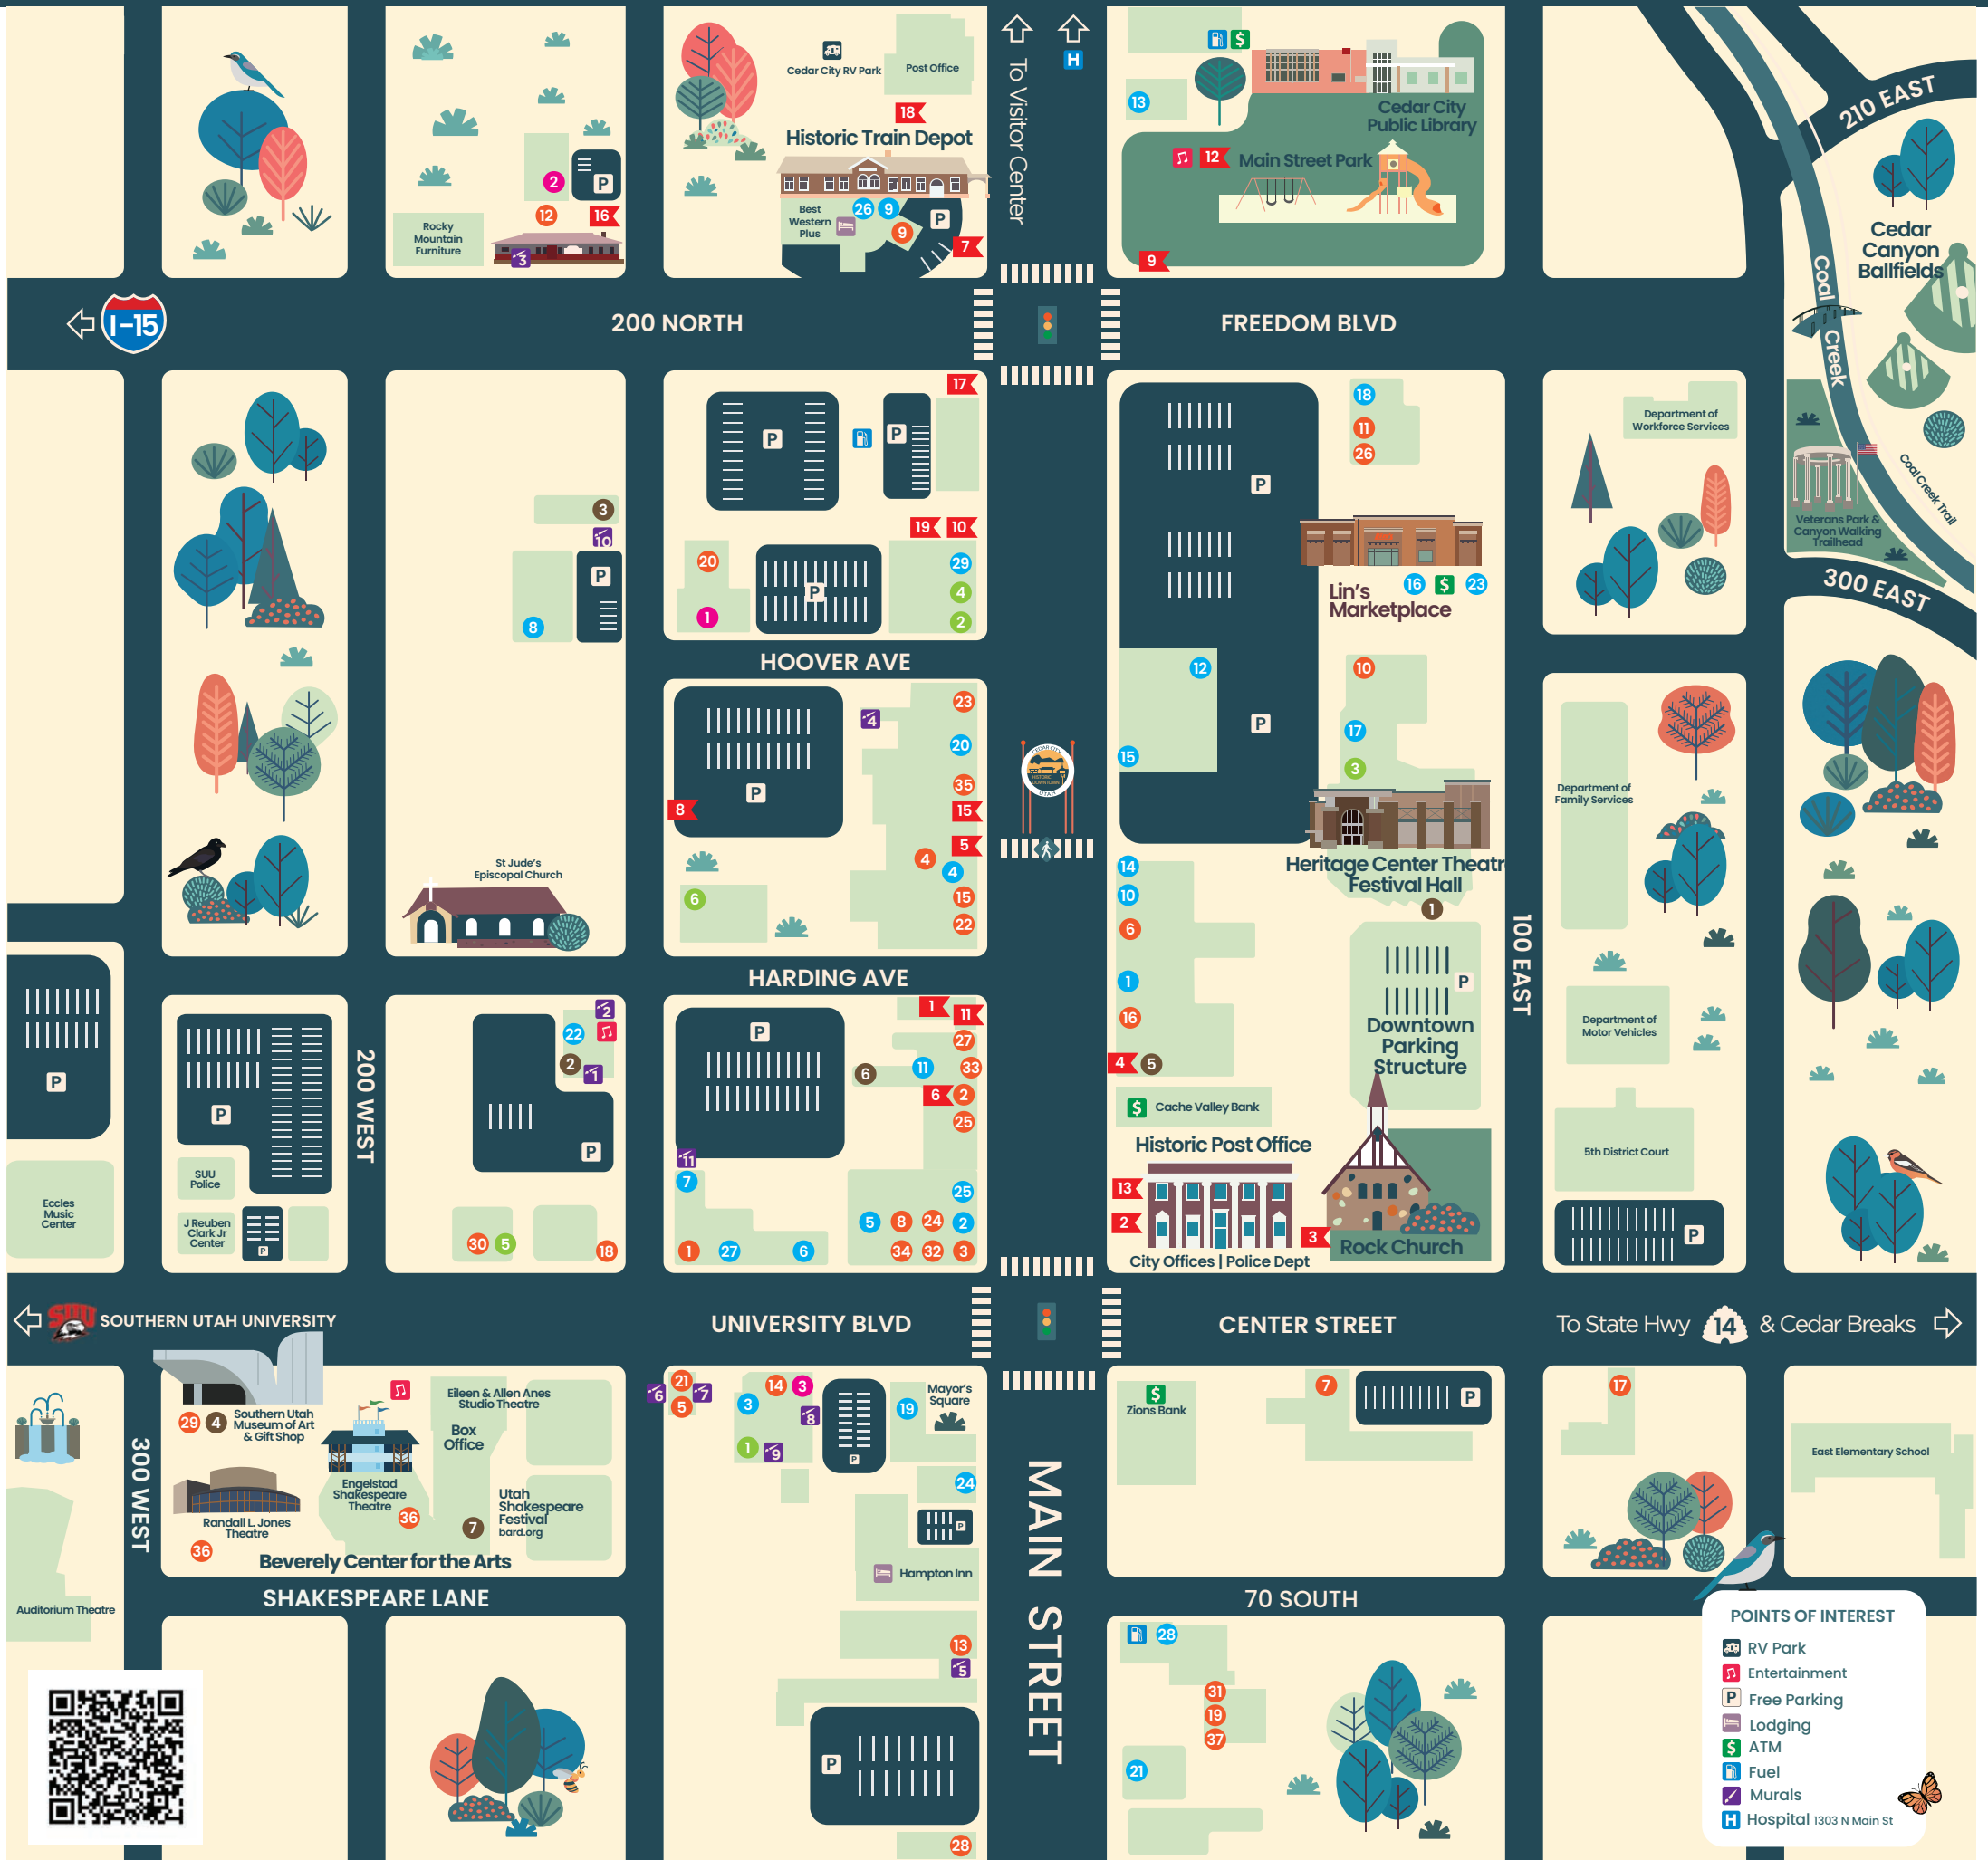 To Visitor Center
H
Cedar City RV Park
Post Office
18
Historic Train Depot
Best
Western
Plus
26
9
9
P
7
2
P
12
16
Rocky
Mountain
Furniture
3
$
13
Cedar City
Public Library
12
Main Street Park
9
210 EAST
Cedar
Canyon
Ballfields
Coal Creek
I-15
200 NORTH
FREEDOM BLVD
17
P
P
19
10
20
P
29
4
1
2
3
10
P
8
18
11
26
P
Lin's
Marketplace
16
$
23
Department of
Workforce Services
Veterans Park &
Canyon Walking
Trailhead
Coal Creek Trail
300 EAST
HOOVER AVE
4
23
20
P
35
8
15
5
4
4
6
15
22
CEDAR CITY
HISTORIC
DOWNTOWN
UTAH
12
15
P
10
17
3
Heritage Center Theatr
Festival Hall
1
14
10
6
1
16
4
5
P
Downtown
Parking
Structure
Department of
Family Services
100 EAST
Department of
Motor Vehicles
5th District Court
P
St Jude's
Episcopal Church
HARDING AVE
P
Eccles
Music
Center
P
SUU
Police
J Reuben
Clark Jr
Center
P
200 WEST
2
22
2
1
P
30
5
18
P
1
11
27
6
11
33
6
2
25
11
7
25
5
8
24
2
1
27
6
34
32
3
$
Cache Valley Bank
Historic Post Office
13
2
City Offices | Police Dept
3
Rock Church
SUU
SOUTHERN UTAH UNIVERSITY
UNIVERSITY BLVD
CENTER STREET
To State Hwy
14
& Cedar Breaks
300 WEST
29
4
Southern Utah
Museum of Art
& Gift Shop
Randall L. Jones
Theatre
36
Engelstad
Shakespeare
Theatre
36
Eileen & Allen Anes
Studio Theatre
Box
Office
7
Utah
Shakespeare
Festival
bard.org
Beverely Center for the Arts
SHAKESPEARE LANE
Auditorium Theatre
6
21
7
5
14
3
3
8
1
9
P
19
Mayor's
Square
24
P
Hampton Inn
13
5
P
28
MAIN STREET
$
Zions Bank
7
P
70 SOUTH
28
31
19
37
21
17
East Elementary School
POINTS OF INTEREST
RV Park
Entertainment
P Free Parking
Lodging
$ ATM
Fuel
Murals
H Hospital 1303 N Main St